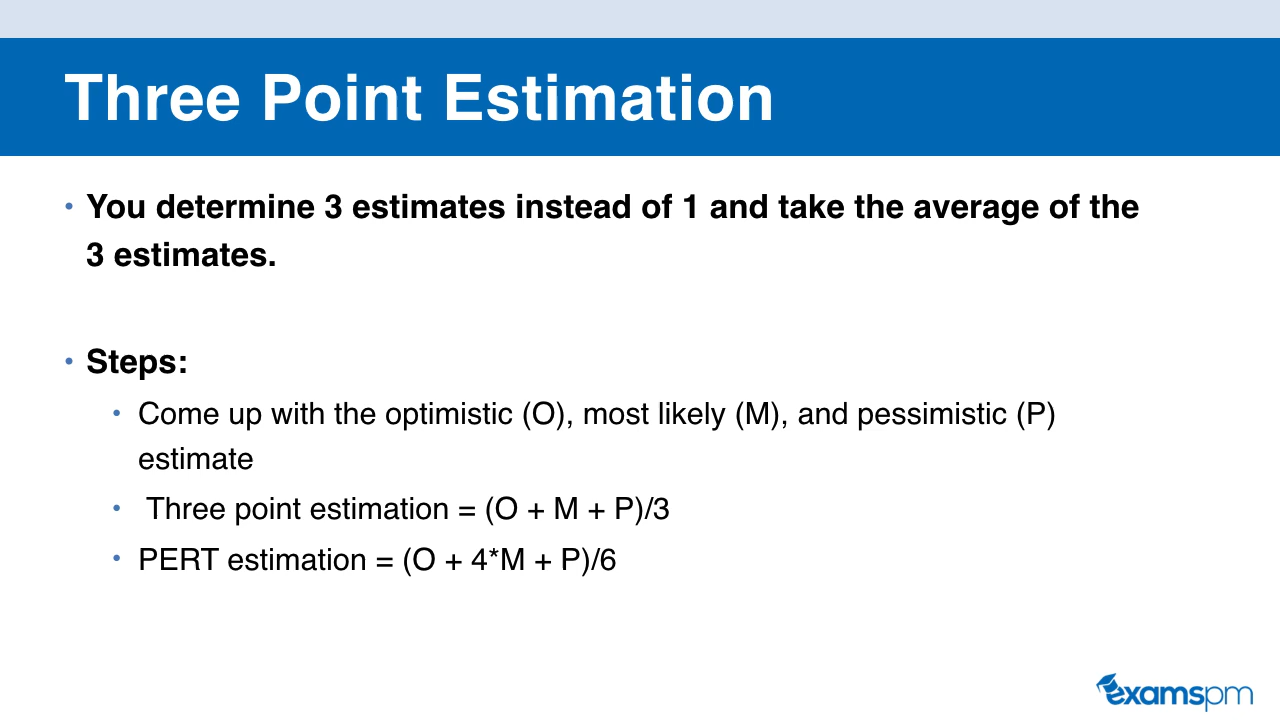 Three Point Estimation
• You determine 3 estimates instead of 1 and take the average of the
3 estimates.
• Steps:
• Come up with the optimistic (O), most likely (M), and pessimistic (P)
estimate
• Three point estimation = (O + M + P)/3
• PERT estimation = (O + 4*M + P)/6
examspm